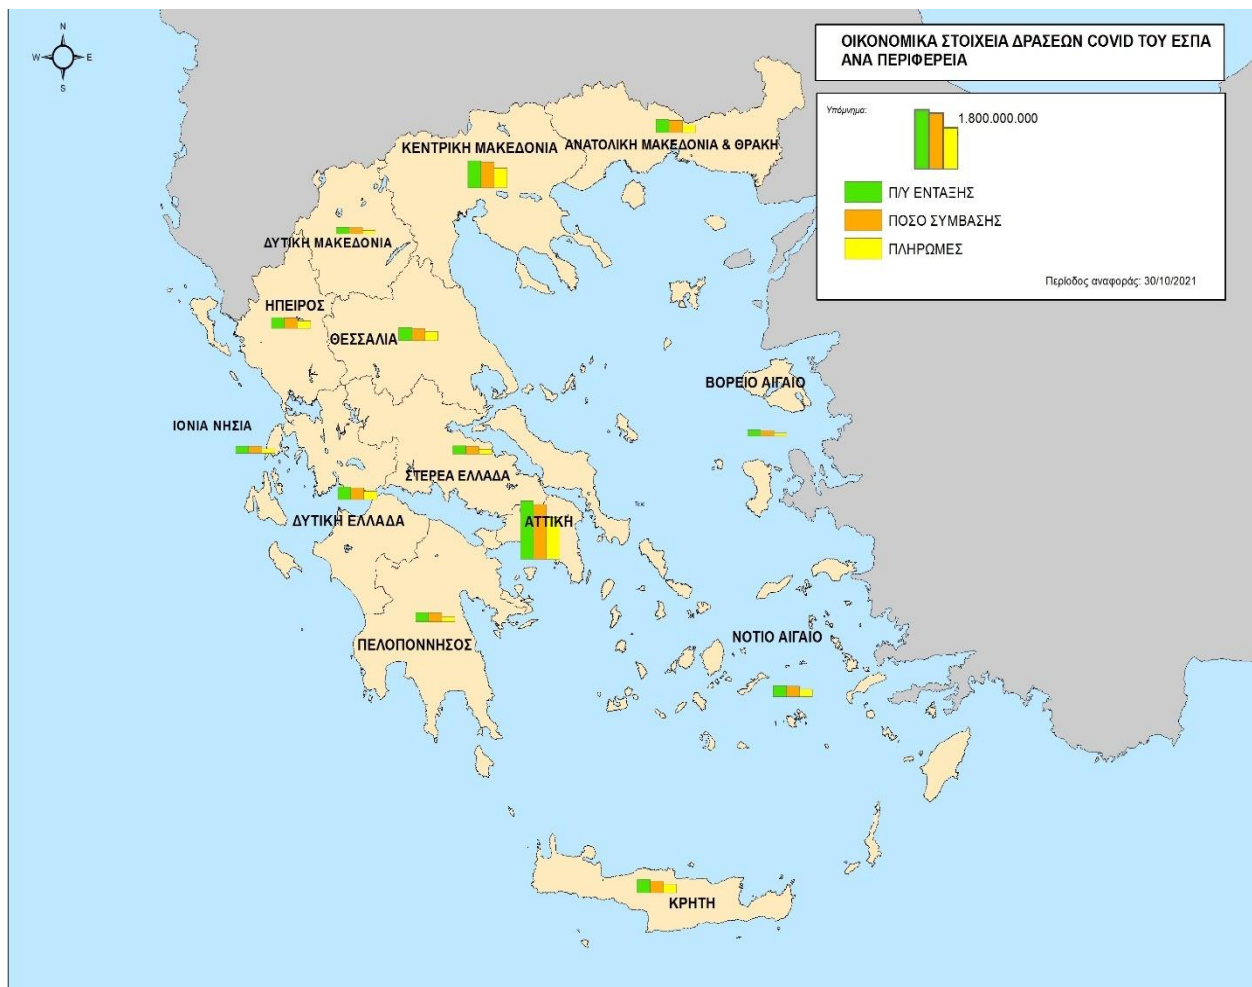 N
W E
S
ΟΙΚΟΝΟΜΙΚΑ ΣΤΟΙΧΕΙΑ ΔΡΑΣΕΩΝ COVID ΤΟΥ ΕΣΠΑ
ΑΝΑ ΠΕΡΙΦΕΡΕΙΑ
Υπόμνημα:
1.800.000.000
Π/Υ ΕΝΤΑΞΗΣ
ΠΟΣΟ ΣΥΜΒΑΣΗΣ
ΠΛΗΡΩΜΕΣ
Περίοδος αναφοράς: 30/10/2021
ΚΕΝΤΡΙΚΗ ΜΑΚΕΔΟΝΙΑ
ΑΝΑΤΟΛΙΚΗ ΜΑΚΕΔΟΝΙΑ & ΘΡΑΚΗ
ΔΥΤΙΚΗ ΜΑΚΕΔΟΝΙΑ
ΗΠΕΙΡΟΣ
ΘΕΣΣΑΛΙΑ
ΒΟΡΕΙΟ ΑΙΓΑΙΟ
ΙΟΝΙΑ ΝΗΣΙΑ
ΣΤΕΡΕΑ ΕΛΛΑΔΑ
ΔΥΤΙΚΗ ΕΛΛΑΔΑ
ΑΤΤΙΚΗ
ΠΕΛΟΠΟΝΝΗΣΟΣ
ΝΟΤΙΟ ΑΙΓΑΙΟ
ΚΡΗΤΗ